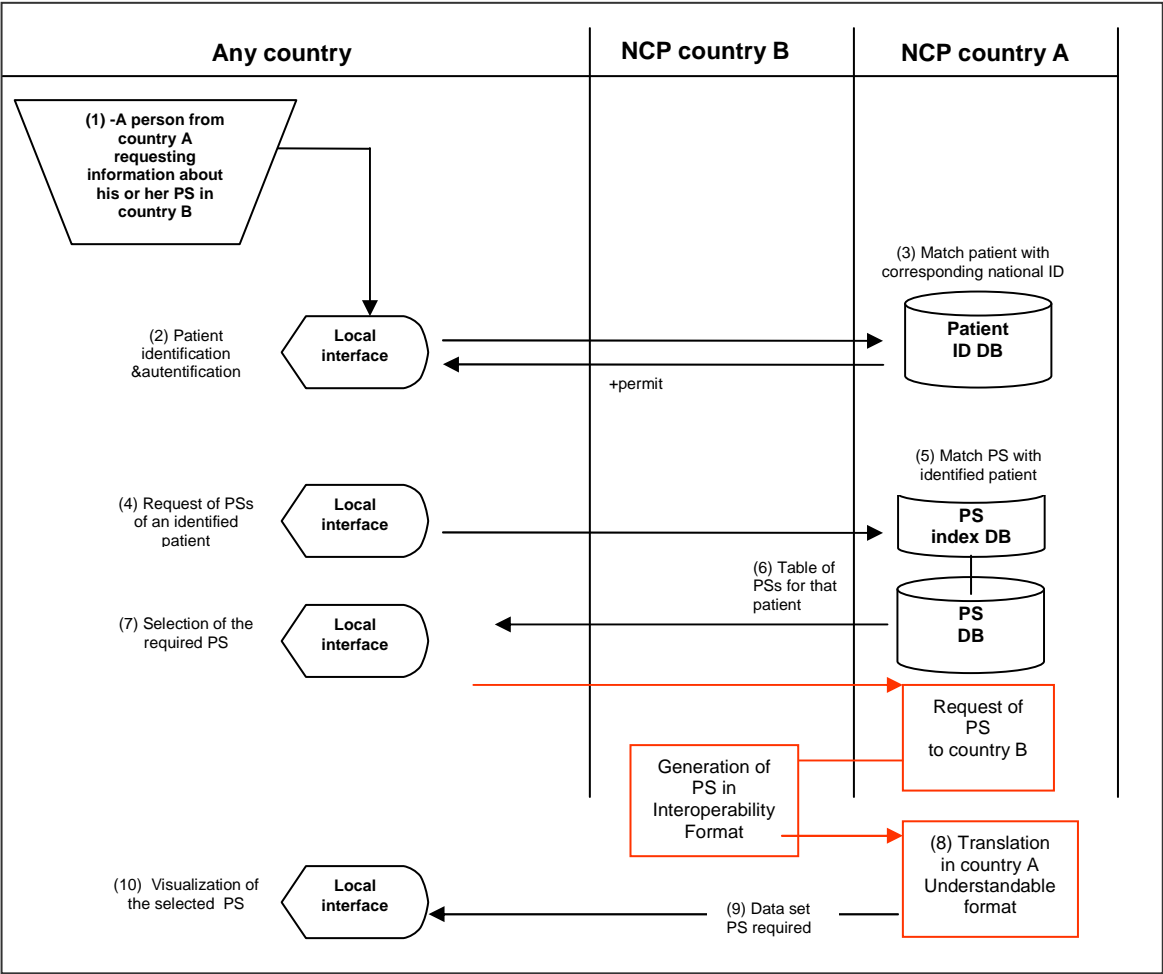 Any country
NCP country B
NCP country A
(1) -A person from
country A
requesting
information about
his or her PS in
country B
(3) Match patient with
corresponding national ID
(2) Patient
identification
&autentification
Local
interface
Patient
ID DB
+permit
(5) Match PS with
identified patient
(4) Request of PSs
of an identified
patient
Local
interface
PS
index DB
(6) Table of
PSs for that
patient
(7) Selection of the
required PS
Local
interface
PS
DB
Request of
PS
to country B
Generation of
PS in
Interoperability
Format
(8) Translation
in country A
Understandable
format
(10) Visualization of
the selected PS
Local
interface
(9) Data set
PS required